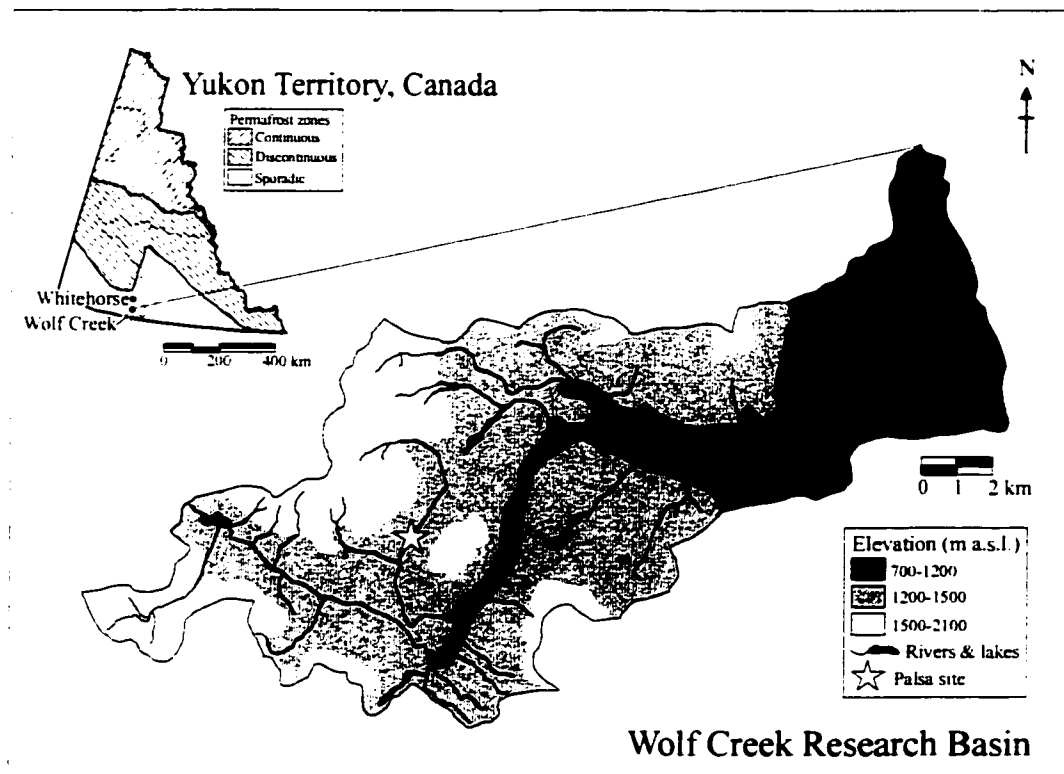 Yukon Territory, Canada
Permafrost zones
Continuous
Discontinuous
Sporadic
N
Whitehorse
Wolf Creek
0 200 400 km
0 1 2 km
Elevation (m a.s.l.)
700-1200
1200-1500
1500-2100
Rivers & lakes
Palsa site
Wolf Creek Research Basin